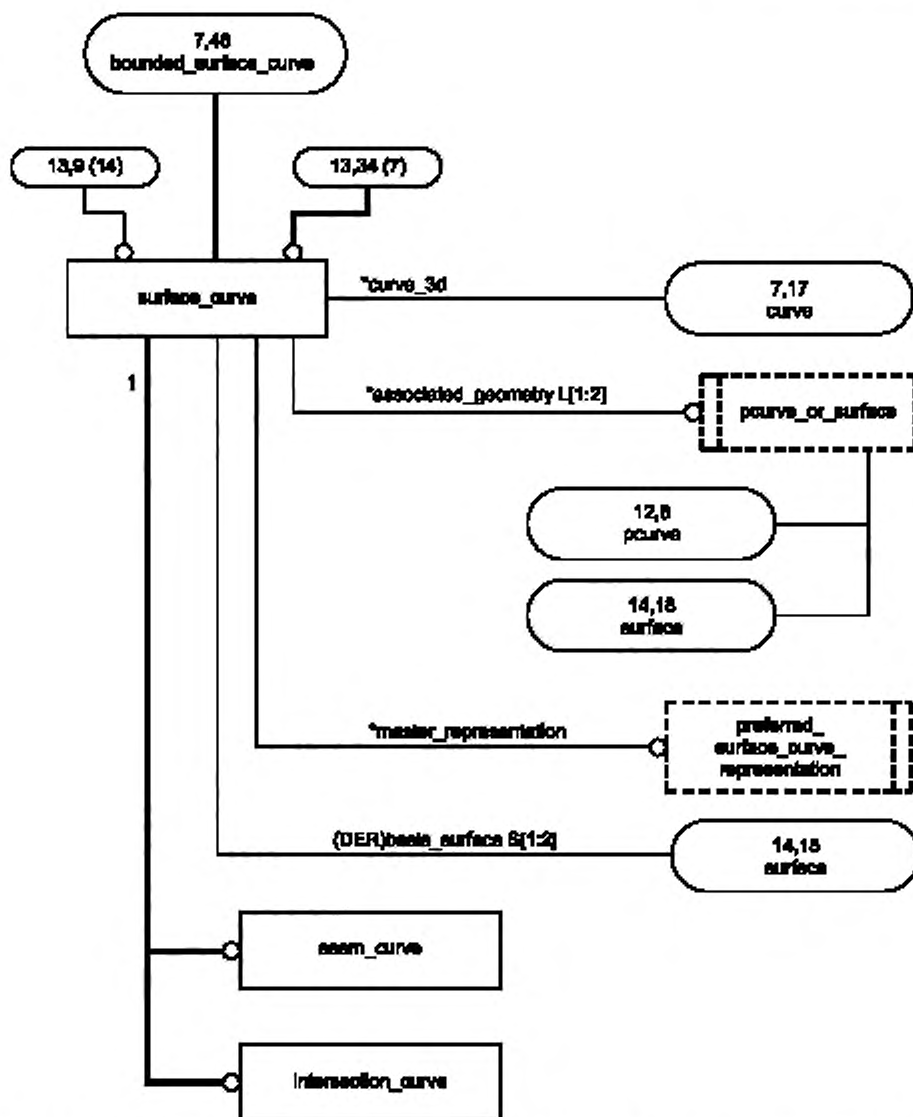 7,46
bounded_surface_curve
13,9 (14)
13,34 (7)
surface_curve
*curve_3d
7,17
curve
1
*associated_geometry L[1:2]
pcurve_or_surface
12,8
pcurve
14,18
surface
*master_representation
preferred_
surface_curve_
representation
(DER)basis_surface S[1:2]
14,18
surface
seam_curve
intersection_curve